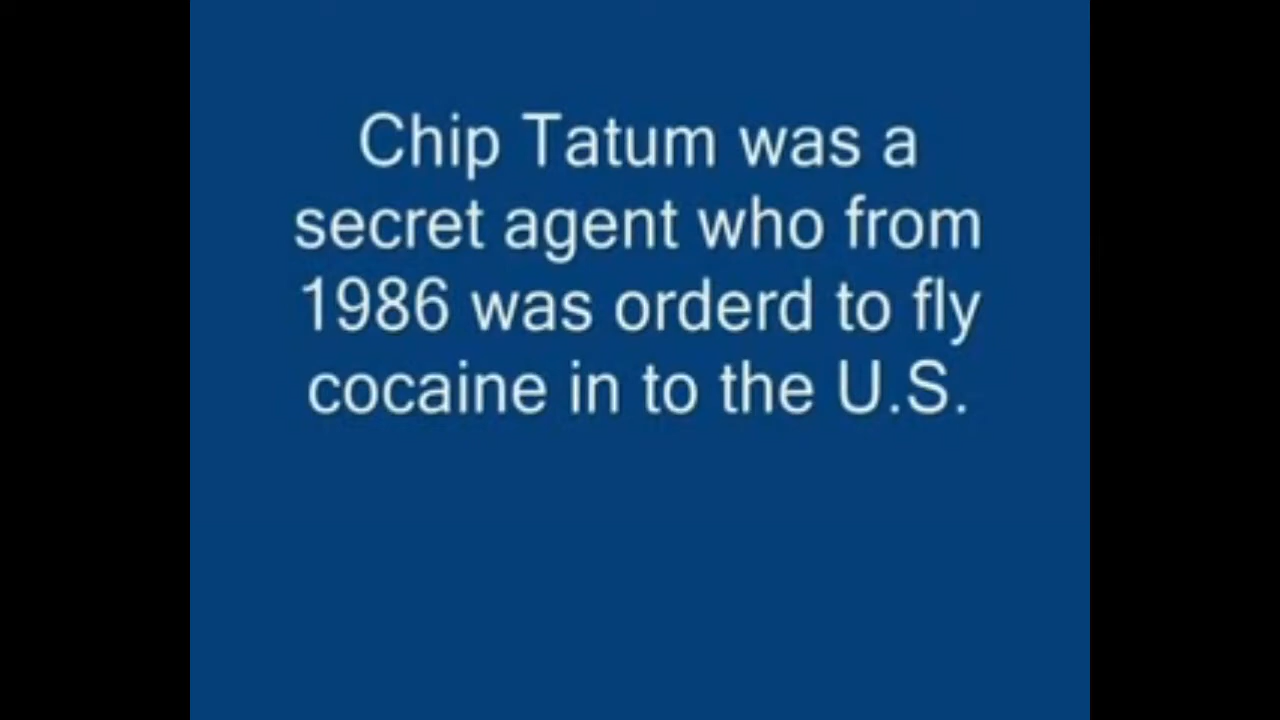 Chip Tatum was a
secret agent who from
1986 was orderd to fly
cocaine in to the U.S.